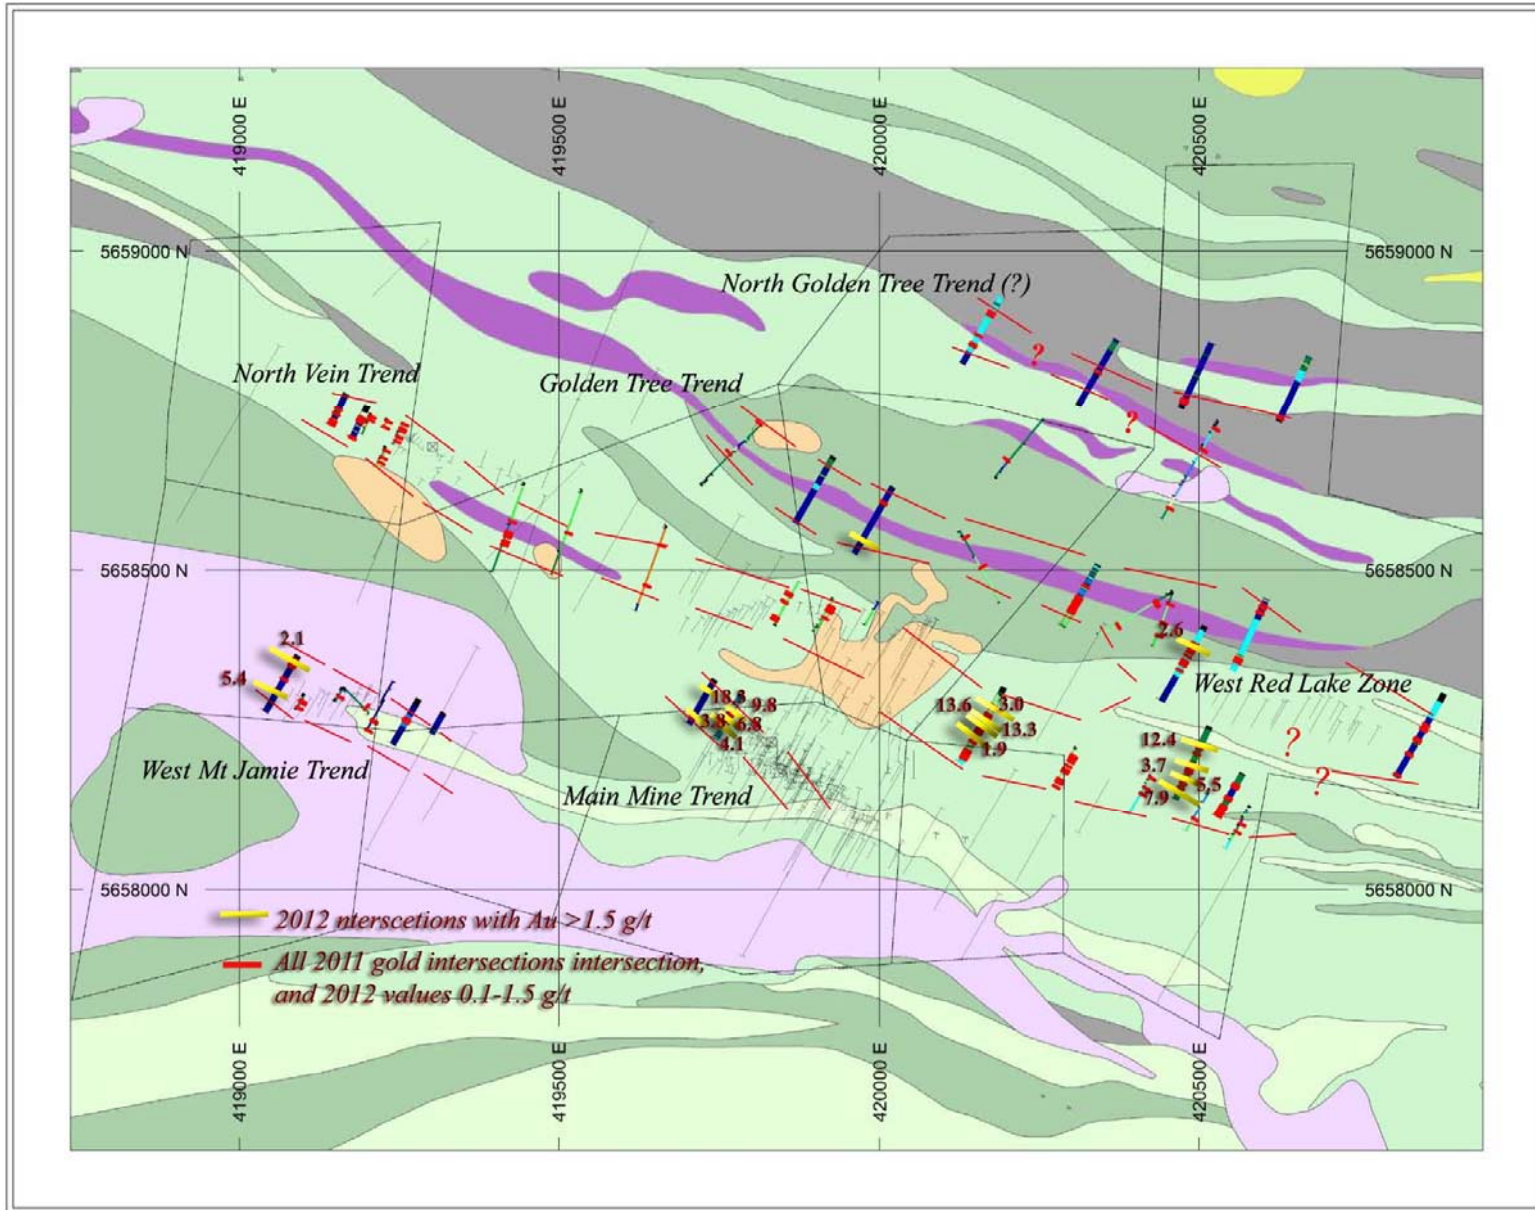 419000 E
419500 E
420000 E
420500 E
5659000 N
5659000 N
North Golden Tree Trend (?)
?
North Vein Trend
Golden Tree Trend
?
5658500 N
5658500 N
2.1
5.4
2.6
West Red Lake Zone
18.3
9.8
3.8
6.8
4.1
13.6
3.0
13.3
1.9
12.4
3.7
5.5
7.9
?
?
West Mt Jamie Trend
Main Mine Trend
5658000 N
5658000 N
2012 nterscetions with Au >1.5 g/t
All 2011 gold intersections intersection,
and 2012 values 0.1-1.5 g/t
419000 E
419500 E
420000 E
420500 E